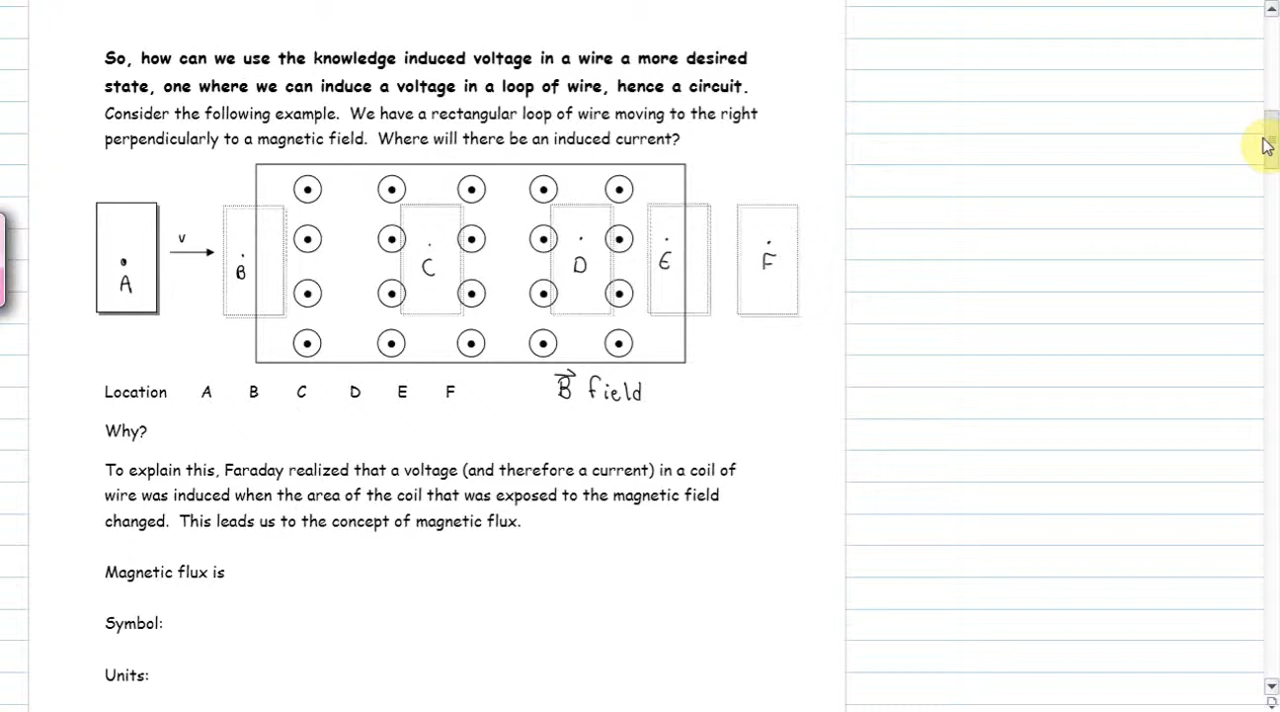 So, how can we use the knowledge induced voltage in a wire a more desired
state, one where we can induce a voltage in a loop of wire, hence a circuit.
Consider the following example. We have a rectangular loop of wire moving to the right
perpendicularly to a magnetic field. Where will there be an induced current?
A
v
B
C
D
E
F
Location A B C D E F
B field
Why?
To explain this, Faraday realized that a voltage (and therefore a current) in a coil of
wire was induced when the area of the coil that was exposed to the magnetic field
changed. This leads us to the concept of magnetic flux.
Magnetic flux is
Symbol:
Units: